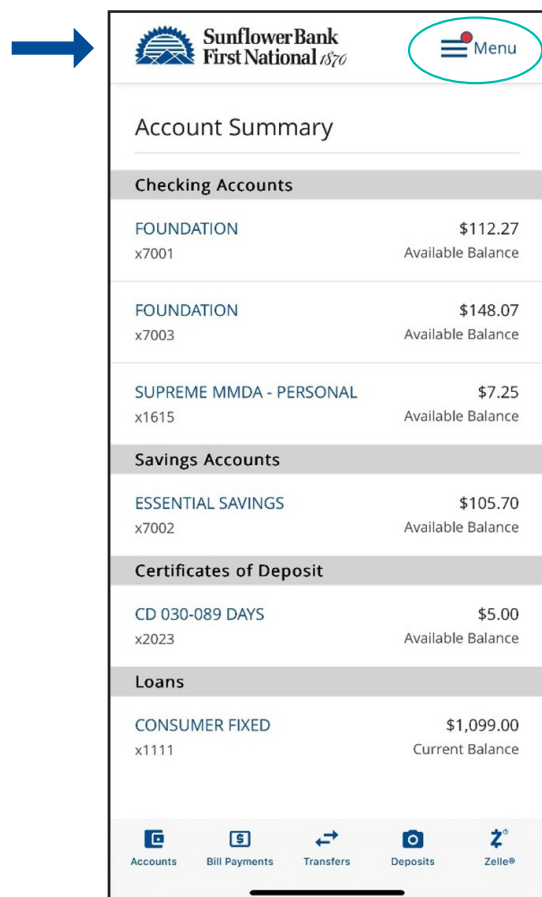 Sunflower Bank
First National 1870
Menu
Account Summary
Checking Accounts
FOUNDATION $112.27
x7001 Available Balance
FOUNDATION $148.07
x7003 Available Balance
SUPREME MMDA - PERSONAL $7.25
x1615 Available Balance
Savings Accounts
ESSENTIAL SAVINGS $105.70
x7002 Available Balance
Certificates of Deposit
CD 030-089 DAYS $5.00
x2023 Available Balance
Loans
CONSUMER FIXED $1,099.00
x1111 Current Balance
Accounts Bill Payments Transfers Deposits Zelle®